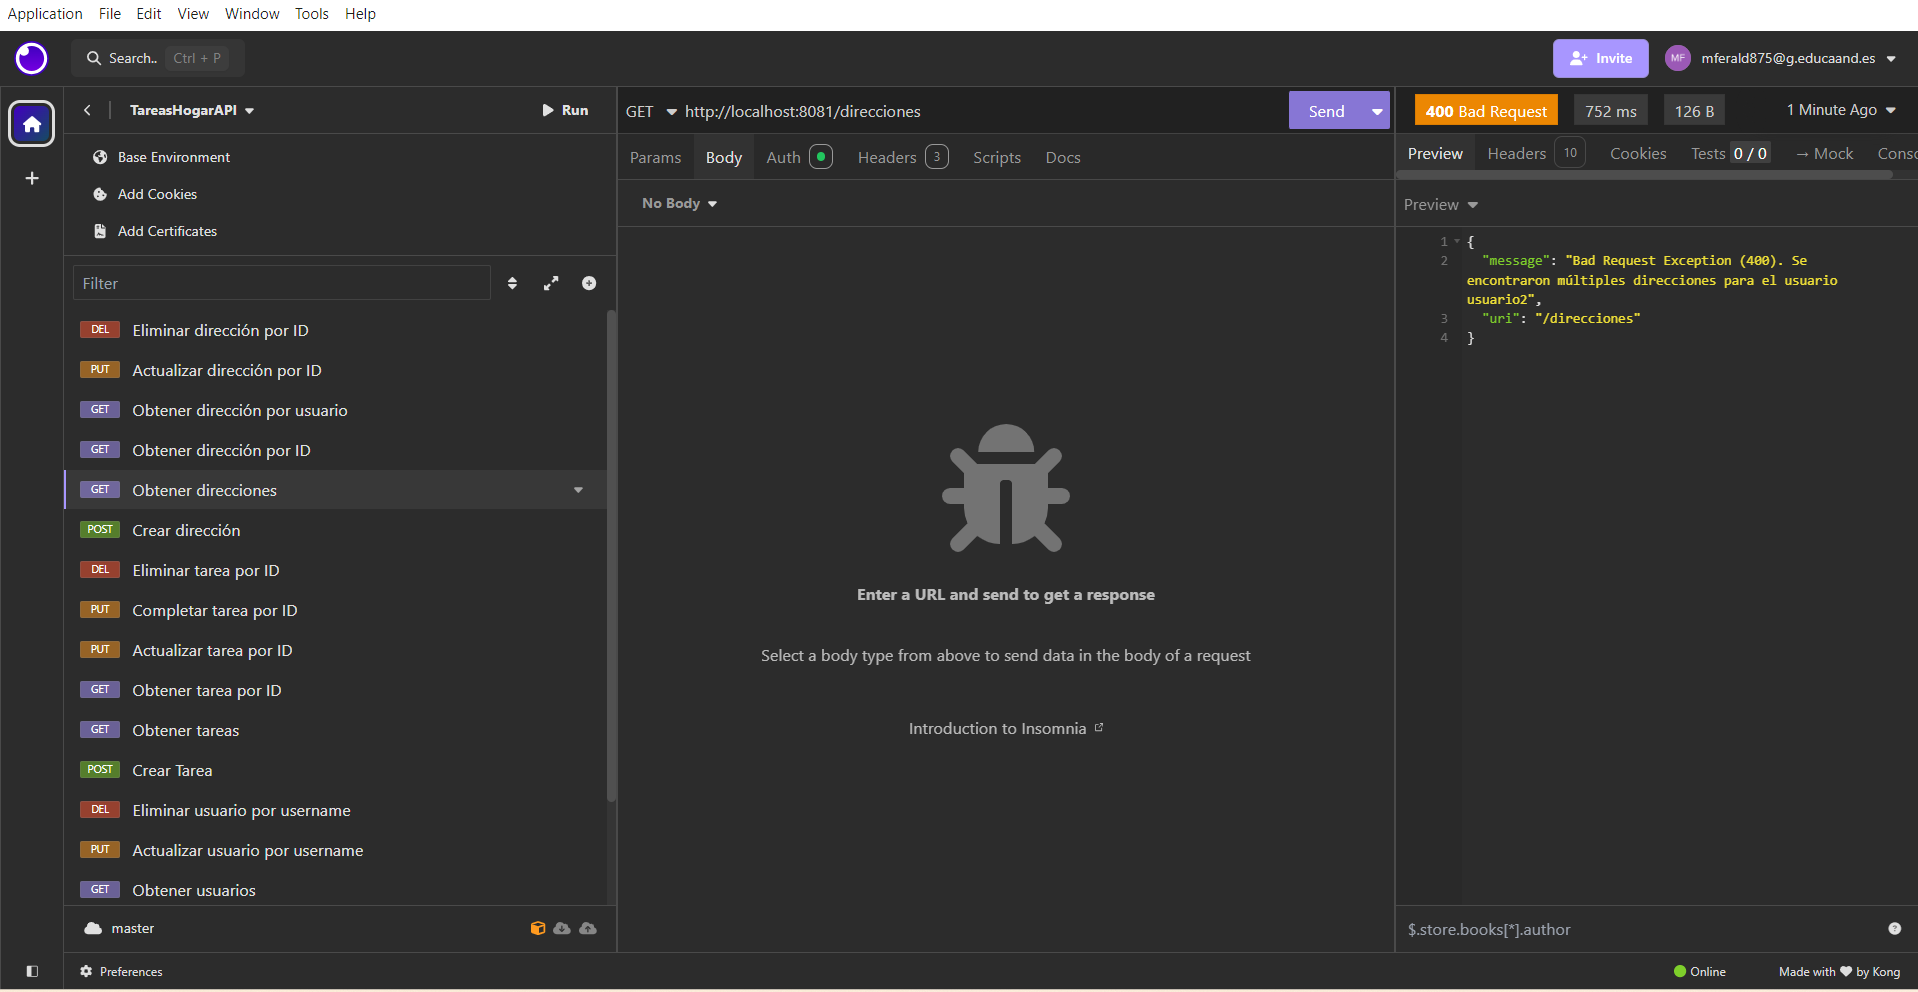 Application File Edit View Window Tools Help
Search.. Ctrl + P
Invite
MF mferald875@g.educaand.es
TareasHogarAPI
Run
Base Environment
Add Cookies
Add Certificates
Filter
DEL Eliminar dirección por ID
PUT Actualizar dirección por ID
GET Obtener dirección por usuario
GET Obtener dirección por ID
GET Obtener direcciones
POST Crear dirección
DEL Eliminar tarea por ID
PUT Completar tarea por ID
PUT Actualizar tarea por ID
GET Obtener tarea por ID
GET Obtener tareas
POST Crear Tarea
DEL Eliminar usuario por username
PUT Actualizar usuario por username
GET Obtener usuarios
master
Preferences
GET http://localhost:8081/direcciones
Send
Params Body Auth Headers 3 Scripts Docs
No Body
Enter a URL and send to get a response
Select a body type from above to send data in the body of a request
Introduction to Insomnia
400 Bad Request 752 ms 126 B 1 Minute Ago
Preview Headers 10 Cookies Tests 0 / 0 → Mock Consc
Preview
1 {
2 "message": "Bad Request Exception (400). Se
encontraron múltiples direcciones para el usuario
usuario2",
3 "uri": "/direcciones"
4 }
$.store.books[*].author
Online
Made with ❤ by Kong